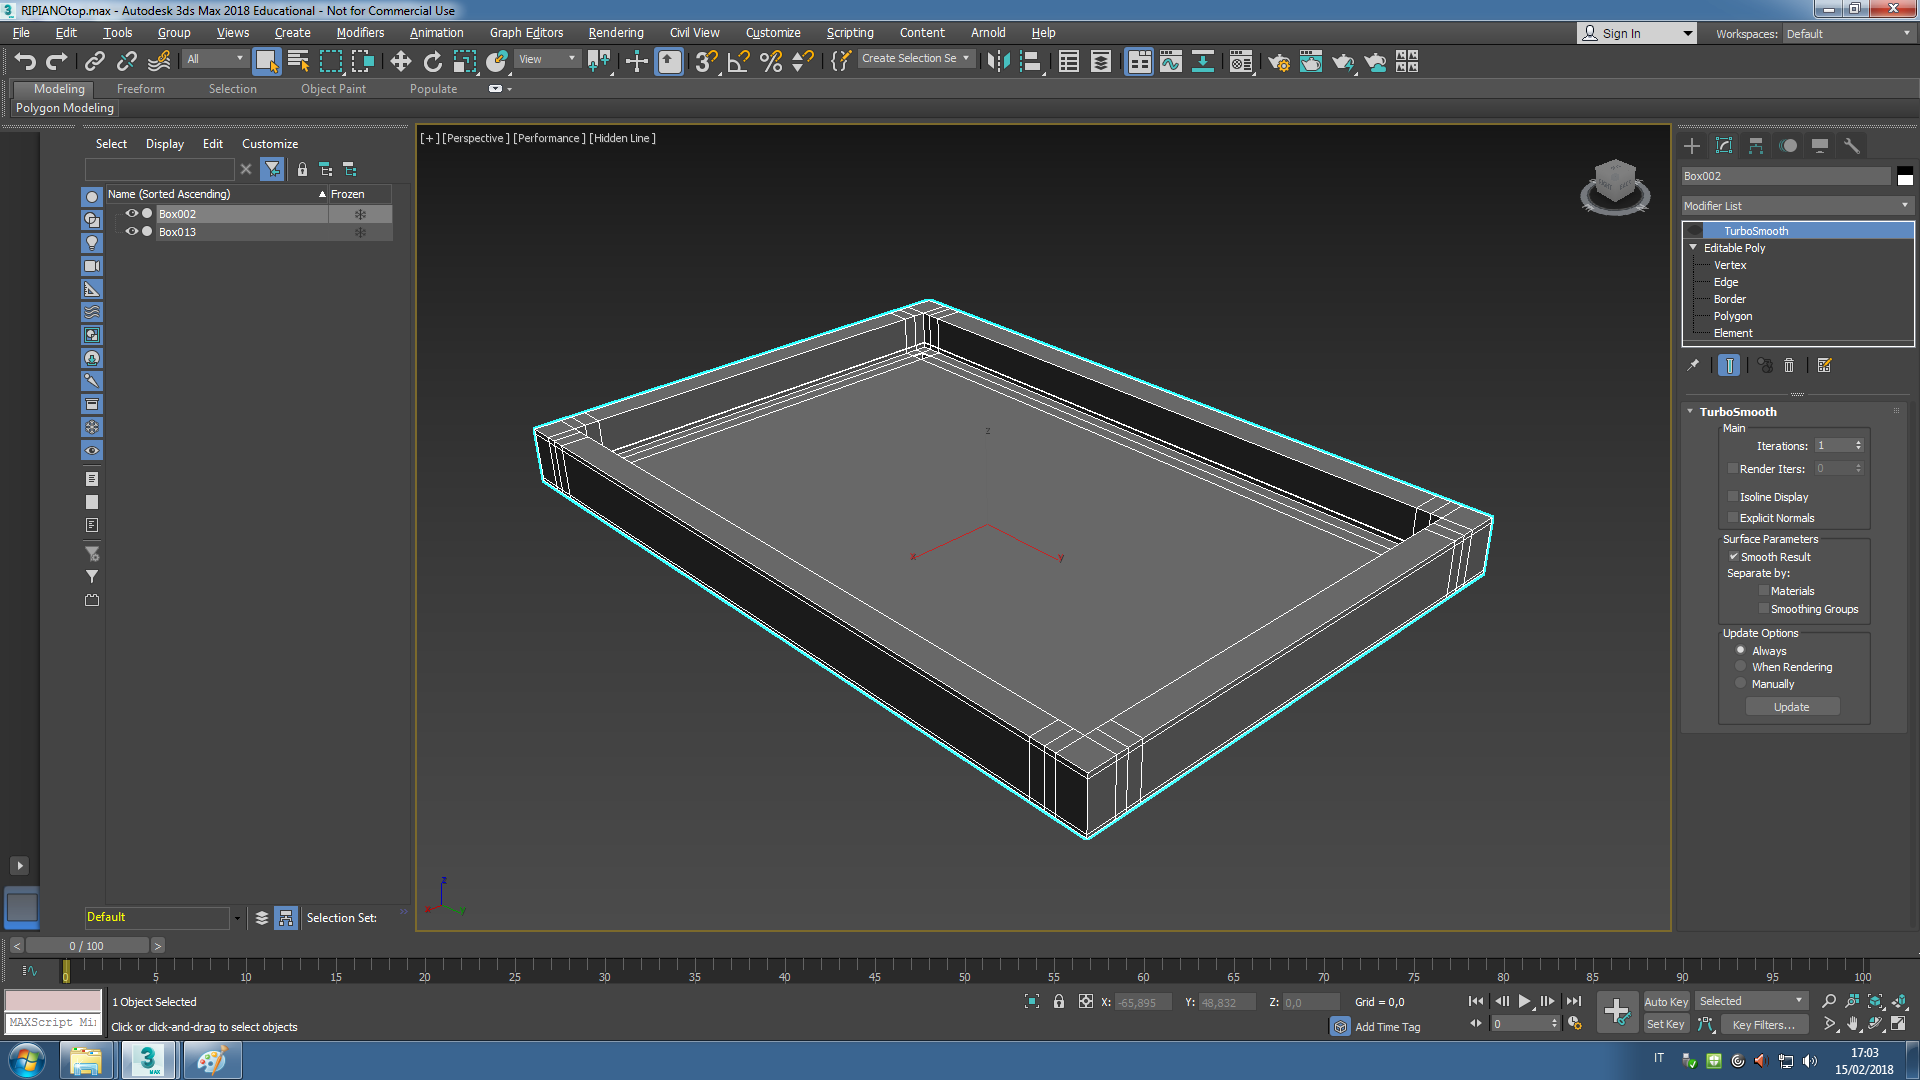 RIPIANOtop.max - Autodesk 3ds Max 2018 Educational - Not for Commercial Use
File Edit Tools Group Views Create Modifiers Animation Graph Editors Rendering Civil View Customize Scripting Content Arnold Help
Sign In Workspaces: Default
All View Create Selection Se
Modeling Freeform Selection Object Paint Populate
Polygon Modeling
Select Display Edit Customize
Name (Sorted Ascending) Frozen
Box002
Box013
[+] [Perspective] [Performance] [Hidden Line]
z
x
y
z
x
y
Box002
Modifier List
TurboSmooth
Editable Poly
Vertex
Edge
Border
Polygon
Element
TurboSmooth
Main
Iterations: 1
Render Iters: 0
Isoline Display
Explicit Normals
Surface Parameters
Smooth Result
Separate by:
Materials
Smoothing Groups
Update Options
Always
When Rendering
Manually
Update
Default Selection Set:
< 0 / 100 >
0 5 10 15 20 25 30 35 40 45 50 55 60 65 70 75 80 85 90 95 100
1 Object Selected X: -65,895 Y: 48,832 Z: 0,0 Grid = 0,0 Auto Key Selected
MAXScript Mi Click or click-and-drag to select objects Add Time Tag 0 Set Key Key Filters...
3 MAX IT 17:03
15/02/2018